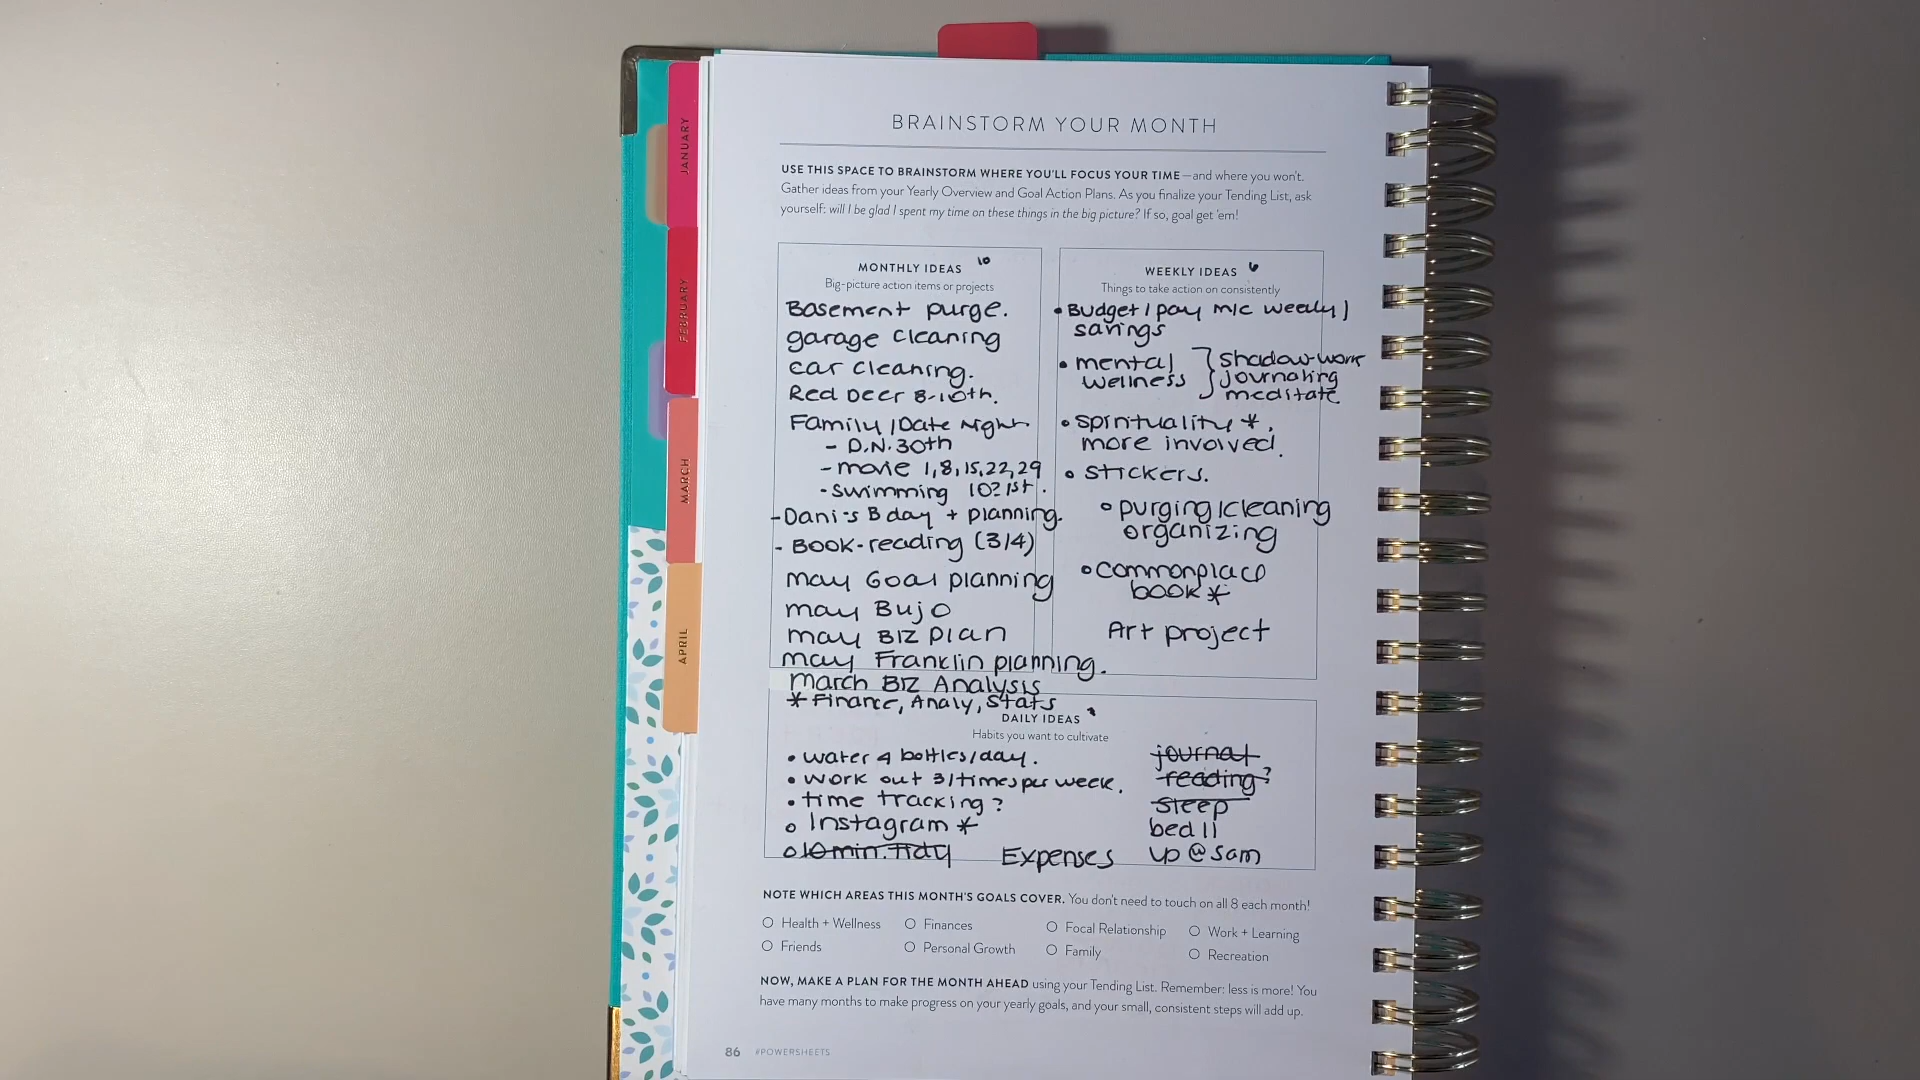 JANUARY
FEBRUARY
MARCH
APRIL
BRAINSTORM YOUR MONTH
USE THIS SPACE TO BRAINSTORM WHERE YOU'LL FOCUS YOUR TIME—and where you won't.
Gather ideas from your Yearly Overview and Goal Action Plans. As you finalize your Tending List, ask
yourself: will I be glad I spent my time on these things in the big picture? If so, goal get 'em!
MONTHLY IDEAS 10
Big-picture action items or projects
Basement purge.
garage cleaning
car cleaning.
Red Deer 8-10th.
Family / Date Night
- D.N. 30th
- movie 1,8,15,22,29
- Swimming 10? 1st.
- Dani's B day + planning.
- Book-reading (3/4)
may Goal planning
may Bujo
may Biz plan
may Franklin planning.
march Biz Analysis
* Finance, Analy, Stats
WEEKLY IDEAS 6
Things to take action on consistently
• Budget / pay m/c weekly /
savings
• mental } shadow-work
wellness } journaling
meditate
• spirituality *.
more involved.
• stickers.
• purging/cleaning
organizing
• commonplace
book *
Art project
DAILY IDEAS
Habits you want to cultivate
• water 4 bottles/day.
• work out 3/times per week.
• time tracking?
• Instagram *
• 10 min. Tidy
Expenses
journal
reading?
sleep
bed 11
up @ 5am
NOTE WHICH AREAS THIS MONTH'S GOALS COVER. You don't need to touch on all 8 each month!
Health + Wellness Finances Focal Relationship Work + Learning
Friends Personal Growth Family Recreation
NOW, MAKE A PLAN FOR THE MONTH AHEAD using your Tending List. Remember: less is more! You
have many months to make progress on your yearly goals, and your small, consistent steps will add up.
86 #POWERSHEETS